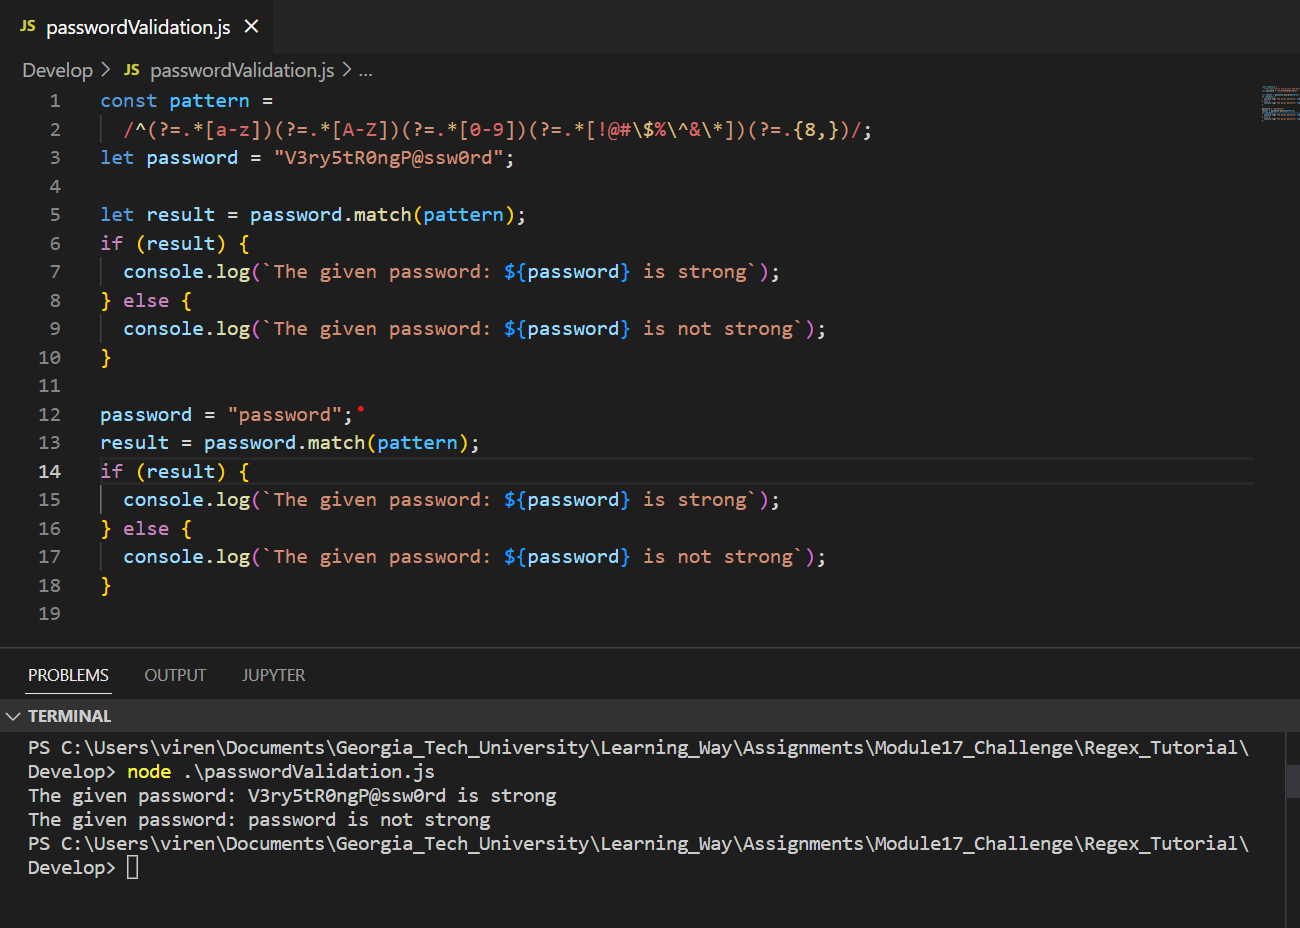 JS passwordValidation.js ×
Develop > JS passwordValidation.js > ...
1 const pattern =
2 /^(?=.*[a-z])(?=.*[A-Z])(?=.*[0-9])(?=.*[!@#\$%\^&\*])(?=.{8,})/;
3 let password = "V3ry5tR0ngP@ssw0rd";
4
5 let result = password.match(pattern);
6 if (result) {
7 console.log(`The given password: ${password} is strong`);
8 } else {
9 console.log(`The given password: ${password} is not strong`);
10 }
11
12 password = "password";
13 result = password.match(pattern);
14 if (result) {
15 console.log(`The given password: ${password} is strong`);
16 } else {
17 console.log(`The given password: ${password} is not strong`);
18 }
19
PROBLEMS OUTPUT JUPYTER
TERMINAL
PS C:\Users\viren\Documents\Georgia_Tech_University\Learning_Way\Assignments\Module17_Challenge\Regex_Tutorial\
Develop> node .\passwordValidation.js
The given password: V3ry5tR0ngP@ssw0rd is strong
The given password: password is not strong
PS C:\Users\viren\Documents\Georgia_Tech_University\Learning_Way\Assignments\Module17_Challenge\Regex_Tutorial\
Develop>